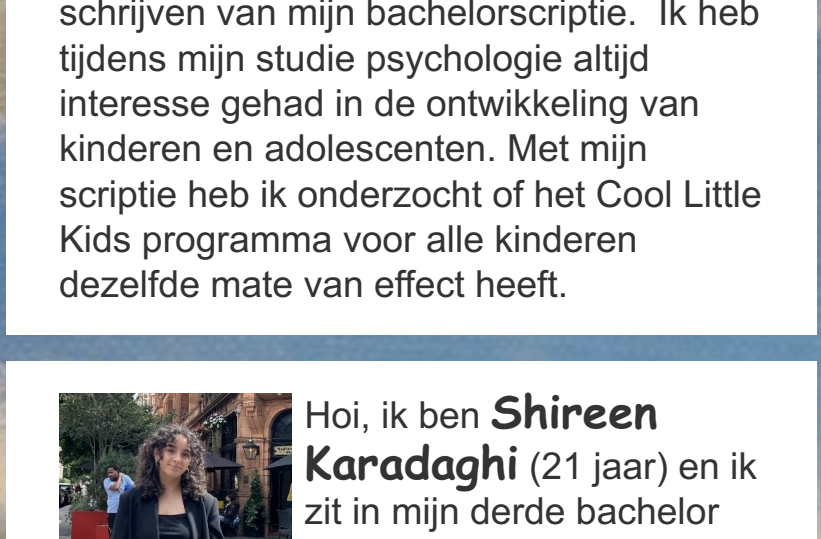 schrijven van mijn bachelorscriptie.  Ik heb
tijdens mijn studie psychologie altijd
interesse gehad in de ontwikkeling van
kinderen en adolescenten. Met mijn
scriptie heb ik onderzocht of het Cool Little
Kids programma voor alle kinderen
dezelfde mate van effect heeft.
Hoi, ik ben Shireen
Karadaghi (21 jaar) en ik
zit in mijn derde bachelor